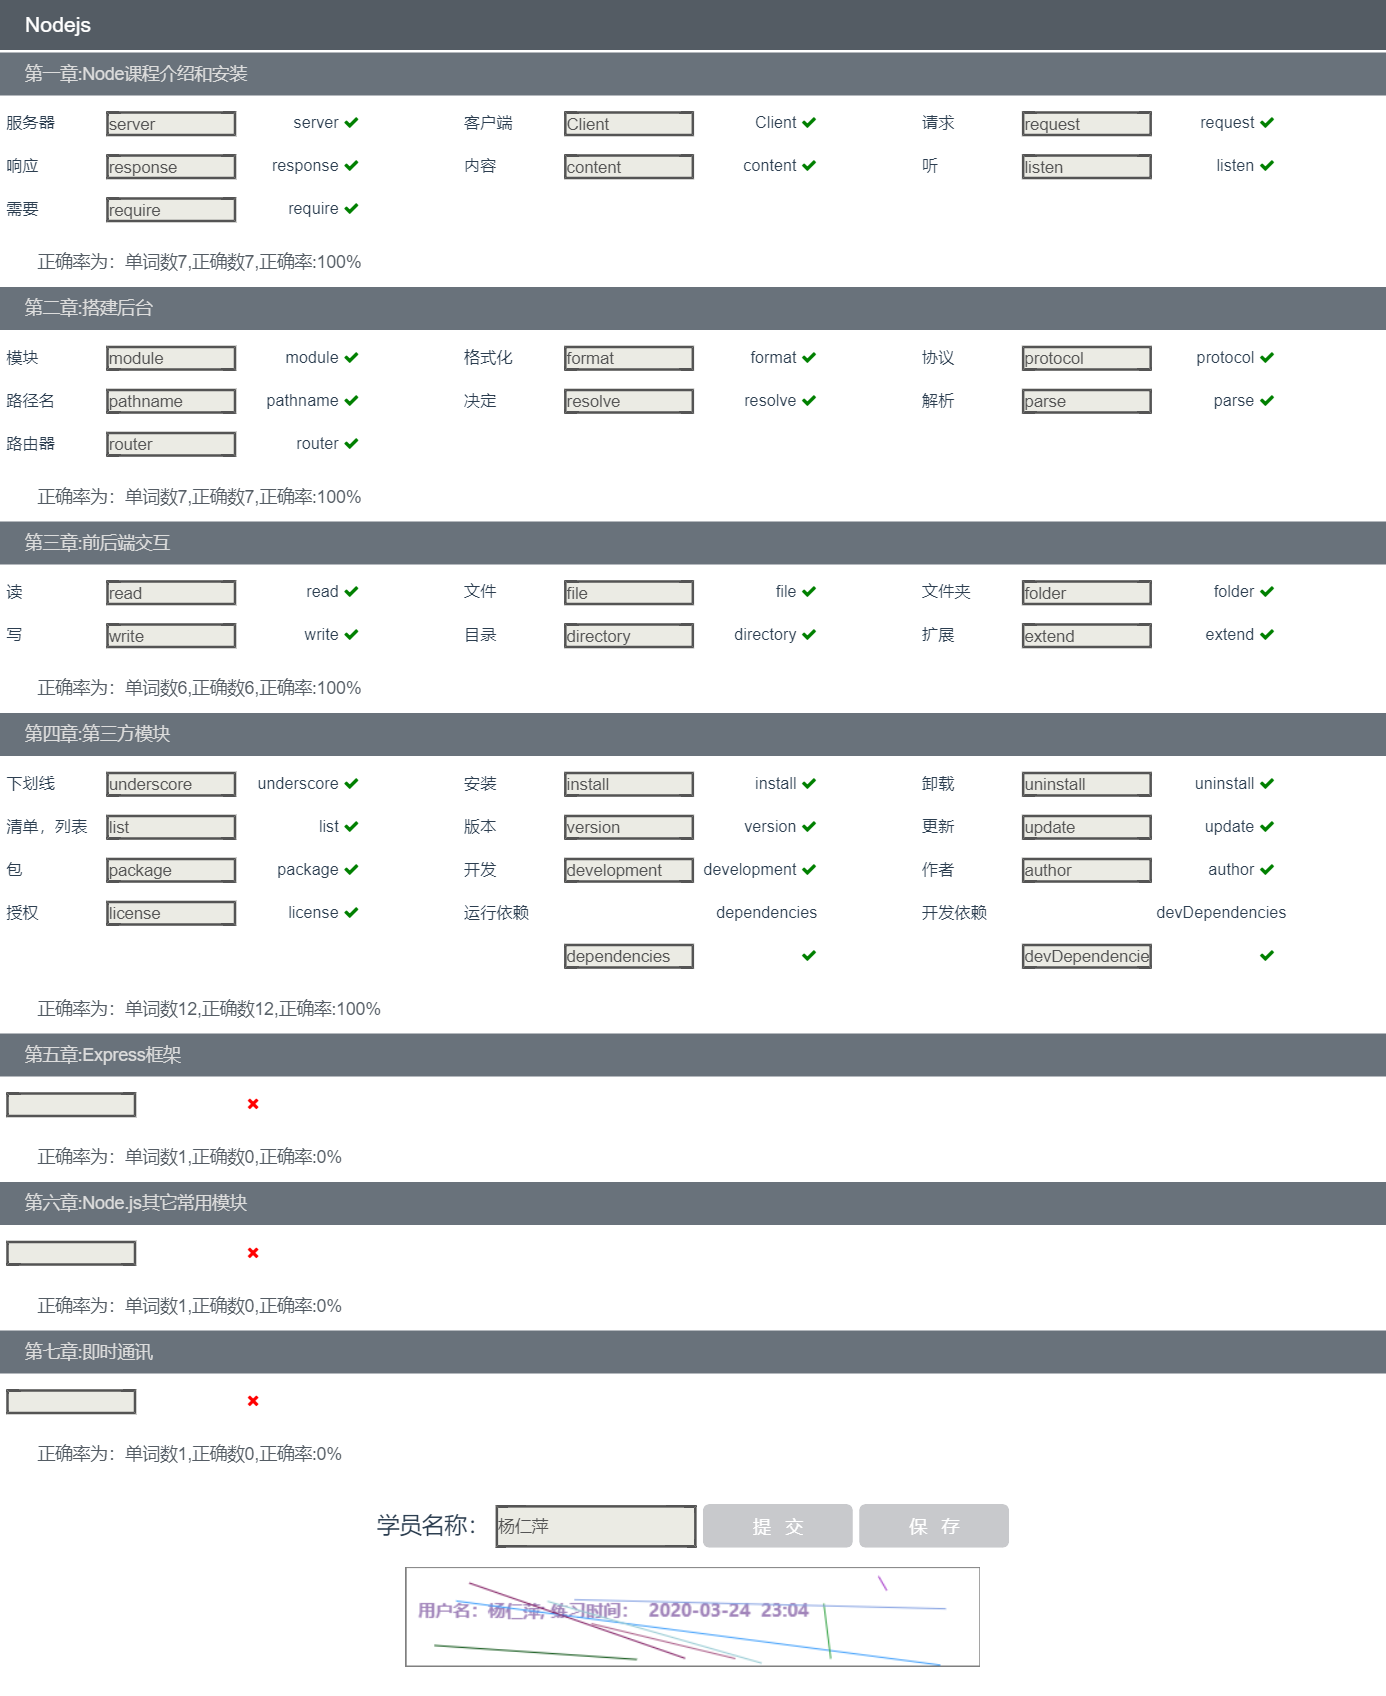 Nodejs
第一章:Node课程介绍和安装
服务器 server server 客户端 Client Client 请求 request request
响应 response response 内容 content content 听 listen listen
需要 require require
正确率为：单词数7,正确数7,正确率:100%
第二章:搭建后台
模块 module module 格式化 format format 协议 protocol protocol
路径名 pathname pathname 决定 resolve resolve 解析 parse parse
路由器 router router
正确率为：单词数7,正确数7,正确率:100%
第三章:前后端交互
读 read read 文件 file file 文件夹 folder folder
写 write write 目录 directory directory 扩展 extend extend
正确率为：单词数6,正确数6,正确率:100%
第四章:第三方模块
下划线 underscore underscore 安装 install install 卸载 uninstall uninstall
清单，列表 list list 版本 version version 更新 update update
包 package package 开发 development development 作者 author author
授权 license license 运行依赖 dependencies 开发依赖 devDependencies
dependencies devDependencie
正确率为：单词数12,正确数12,正确率:100%
第五章:Express框架
正确率为：单词数1,正确数0,正确率:0%
第六章:Node.js其它常用模块
正确率为：单词数1,正确数0,正确率:0%
第七章:即时通讯
正确率为：单词数1,正确数0,正确率:0%
学员名称： 杨仁萍 提 交 保 存
用户名：杨仁萍; 练习时间： 2020-03-24 23:04